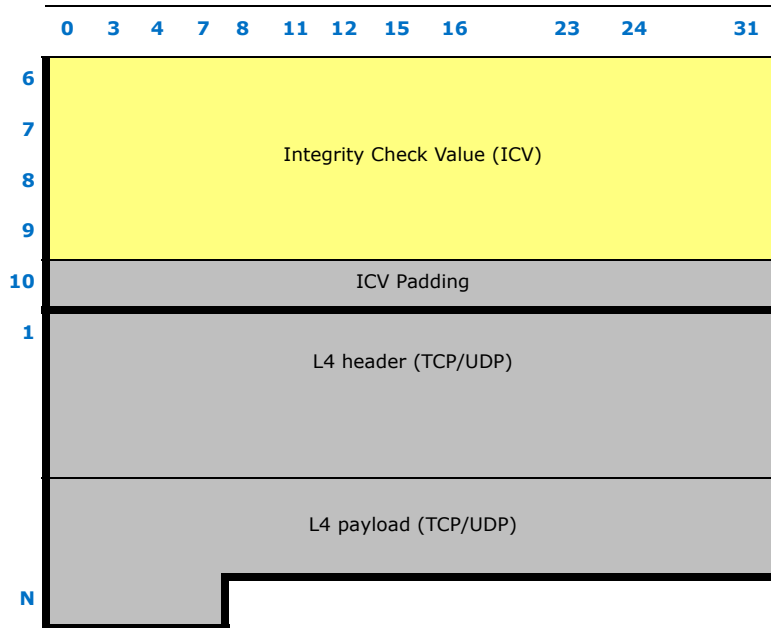 0 3 4 7 8 11 12 15 16 23 24 31
6
7
Integrity Check Value (ICV)
8
9
10 ICV Padding
1
L4 header (TCP/UDP)
L4 payload (TCP/UDP)
N